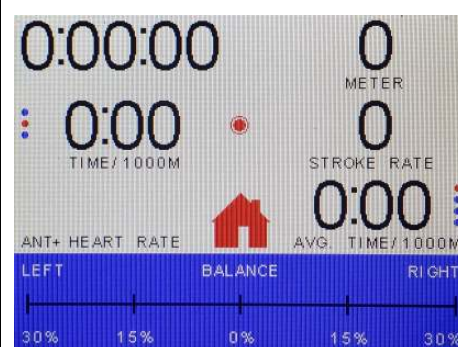 0:00:00 0
METER
0:00 0
TIME/1000M STROKE RATE
0:00
ANT+ HEART RATE AVG. TIME/1000M
LEFT BALANCE RIGHT
30% 15% 0% 15% 30%